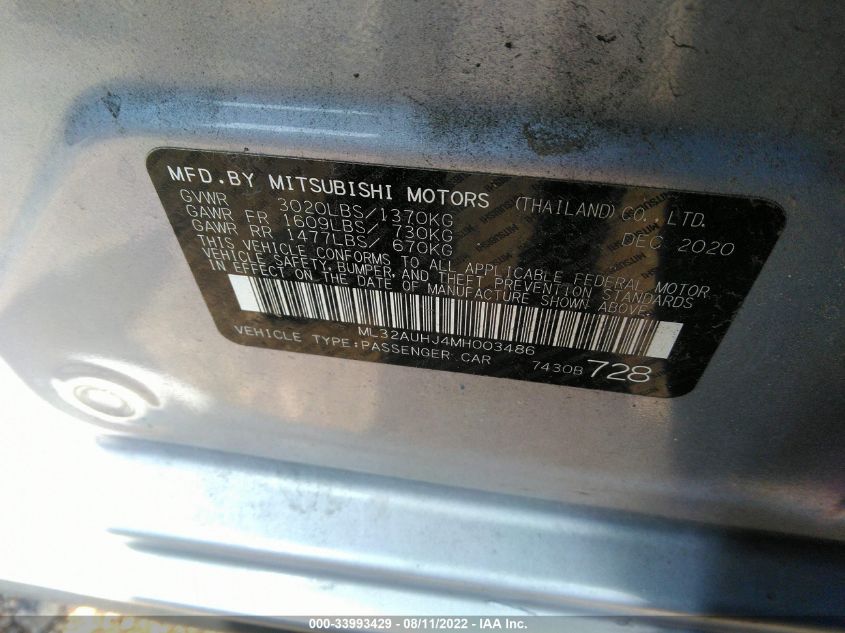 MFD.BY MITSUBISHI MOTORS (THAILAND) CO., LTD.
GVWR 3020LBS/1370KG
GAWR FR 1609LBS/ 730KG DEC 2020
GAWR RR 1477LBS/ 670KG
THIS VEHICLE CONFORMS TO ALL APPLICABLE FEDERAL MOTOR
VEHICLE SAFETY, BUMPER, AND THEFT PREVENTION STANDARDS
IN EFFECT ON THE DATE OF MANUFACTURE SHOWN ABOVE.
ML32AUHJ4MH003486
VEHICLE TYPE:PASSENGER CAR 7430B 728
000-33993429 - 08/11/2022 - IAA Inc.